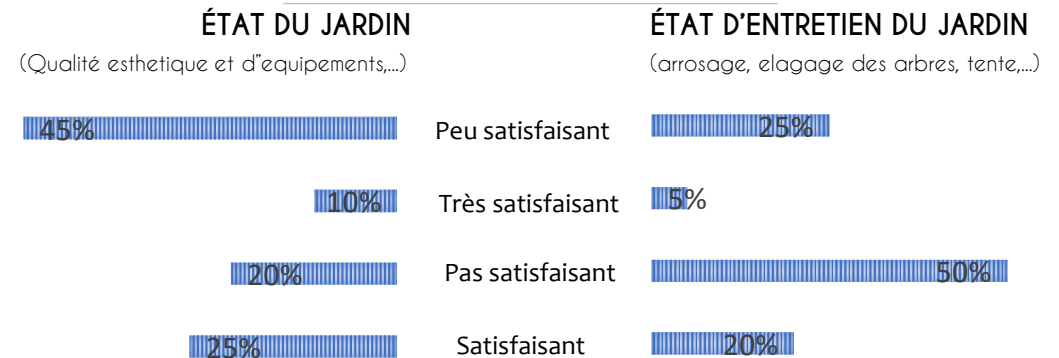 ÉTAT DU JARDIN
(Qualité esthetique et d"equipements,...)
ÉTAT D'ENTRETIEN DU JARDIN
(arrosage, elagage des arbres, tente,...)
45% Peu satisfaisant 25%
10% Très satisfaisant 5%
20% Pas satisfaisant 50%
25% Satisfaisant 20%